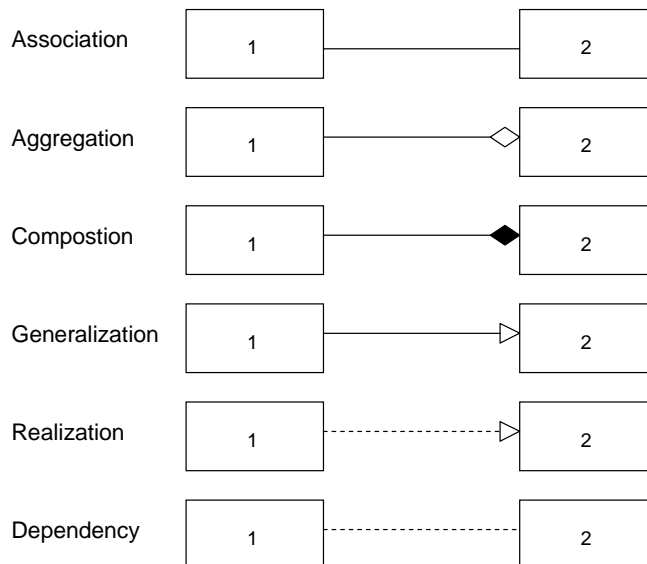 Association 1 2
Aggregation 1 2
Compostion 1 2
Generalization 1 2
Realization 1 2
Dependency 1 2